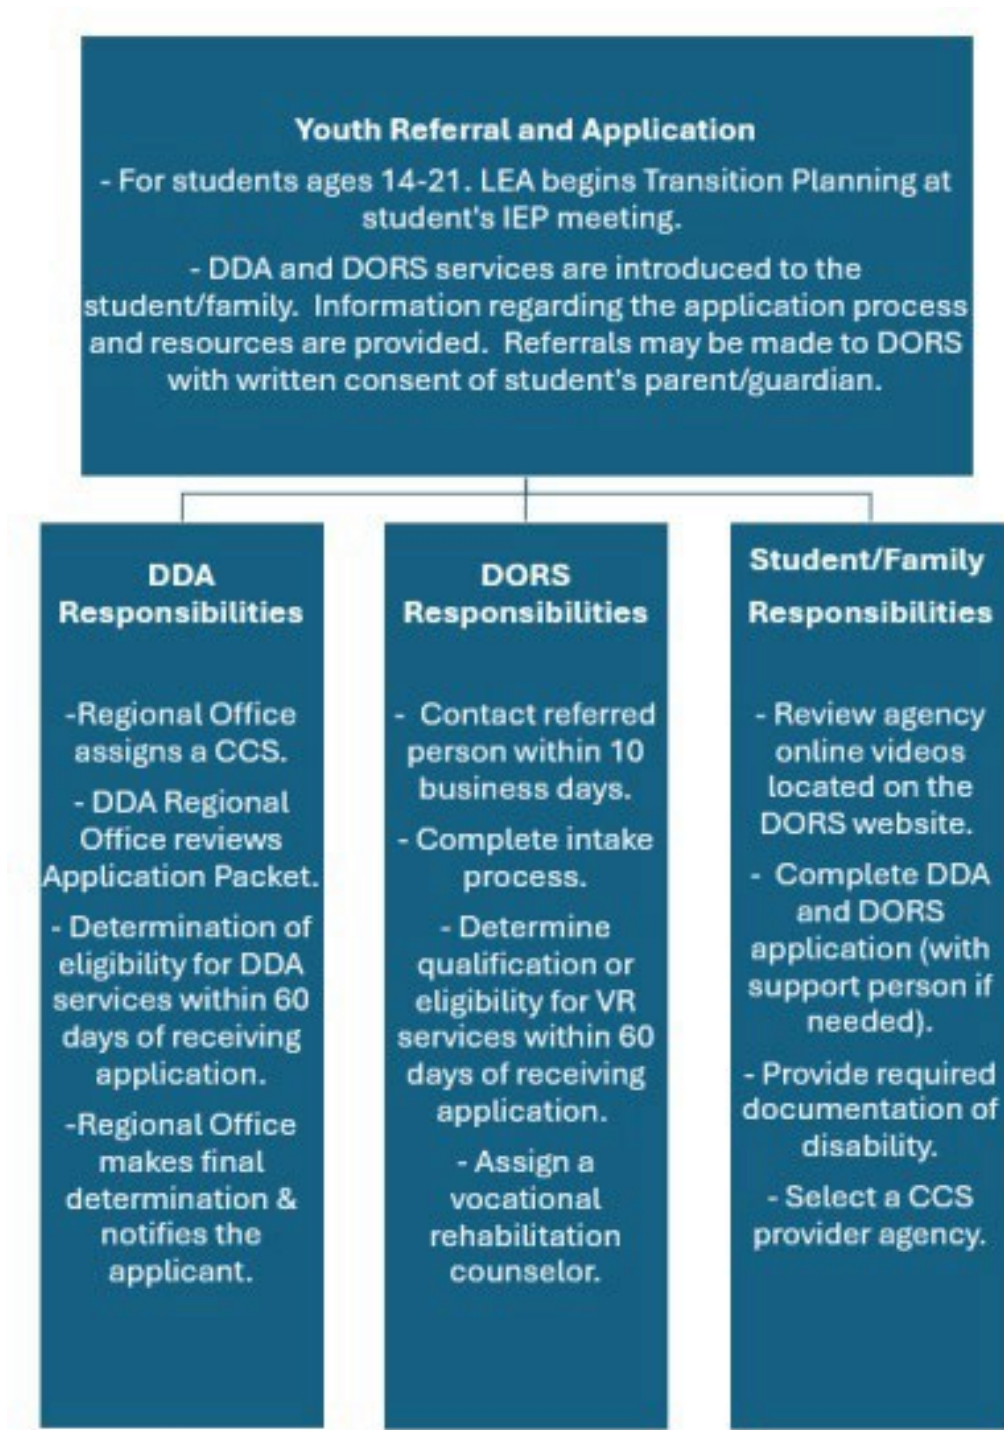 Youth Referral and Application
- For students ages 14-21. LEA begins Transition Planning at
student's IEP meeting.
- DDA and DORS services are introduced to the
student/family. Information regarding the application process
and resources are provided. Referrals may be made to DORS
with written consent of student's parent/guardian.
DDA
Responsibilities
-Regional Office
assigns a CCS.
- DDA Regional
Office reviews
Application Packet.
- Determination of
eligibility for DDA
services within 60
days of receiving
application.
-Regional Office
makes final
determination &
notifies the
applicant.
DORS
Responsibilities
- Contact referred
person within 10
business days.
- Complete intake
process.
- Determine
qualification or
eligibility for VR
services within 60
days of receiving
application.
- Assign a
vocational
rehabilitation
counselor.
Student/Family
Responsibilities
- Review agency
online videos
located on the
DORS website.
- Complete DDA
and DORS
application (with
support person if
needed).
- Provide required
documentation of
disability.
- Select a CCS
provider agency.